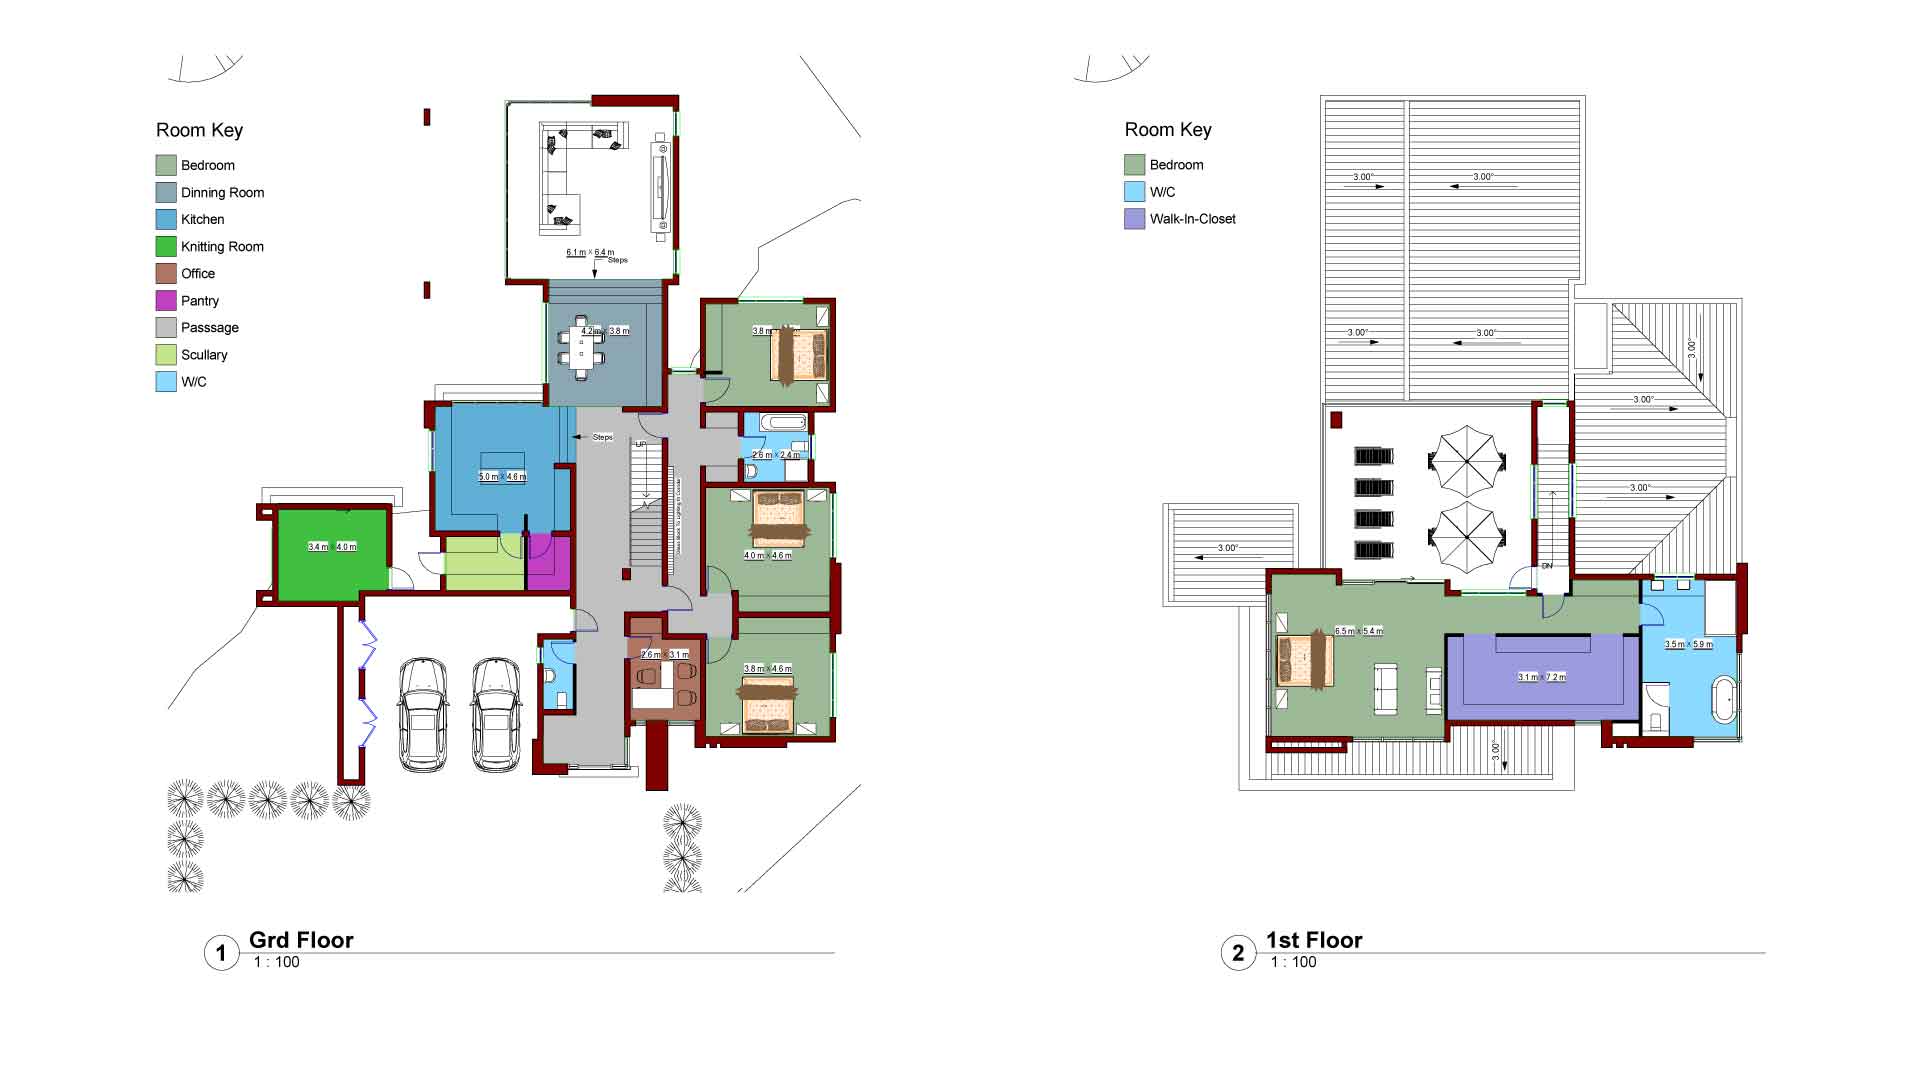 Room Key
Bedroom
Dinning Room
Kitchen
Knitting Room
Office
Pantry
Passsage
Scullary
W/C
6.1 m x 6.4 m
Steps
4.2 m x 3.8 m
3.8 m
UP
Steps
2.6 m x 2.4 m
5.0 m x 4.6 m
3.4 m x 4.0 m
4.0 m x 4.6 m
2.6 m x 3.1 m
3.8 m x 4.6 m
1
Grd Floor
1 : 100
Room Key
Bedroom
W/C
Walk-In-Closet
3.00°
3.00°
3.00°
3.00°
3.00°
3.00°
3.00°
3.00°
DN
6.5 m x 5.4 m
3.5 m x 5.9 m
3.1 m x 7.2 m
3.00°
2
1st Floor
1 : 100